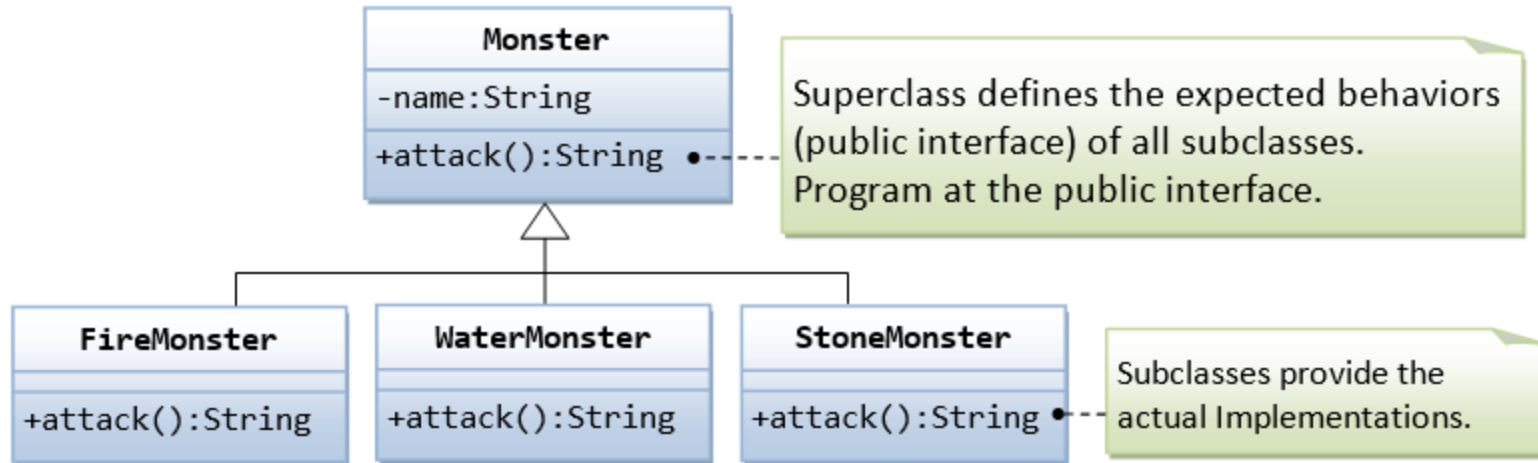 Monster
-name:String
+attack():String
Superclass defines the expected behaviors
(public interface) of all subclasses.
Program at the public interface.
FireMonster
+attack():String
WaterMonster
+attack():String
StoneMonster
+attack():String
Subclasses provide the
actual Implementations.